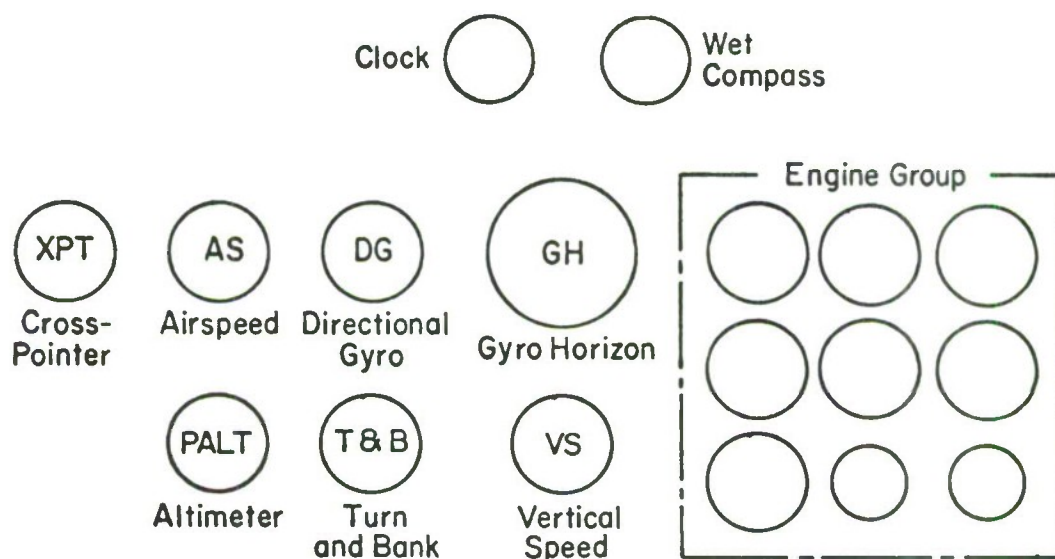 Clock
Wet
Compass
Engine Group
XPT
AS
DG
GH
Cross-
Pointer
Airspeed
Directional
Gyro
Gyro Horizon
PALT
T & B
VS
Altimeter
Turn
and Bank
Vertical
Speed